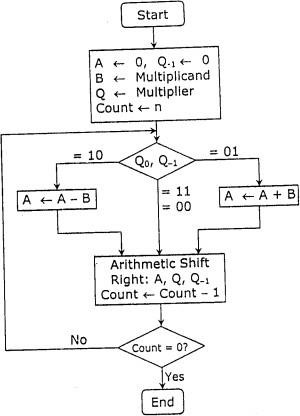 Start
A ← 0, Q-1 ← 0
B ← Multiplicand
Q ← Multiplier
Count ← n
= 10
Q0, Q-1
= 01
A ← A - B
= 11
= 00
A ← A + B
Arithmetic Shift
Right: A, Q, Q-1
Count ← Count - 1
No
Count = 0?
Yes
End